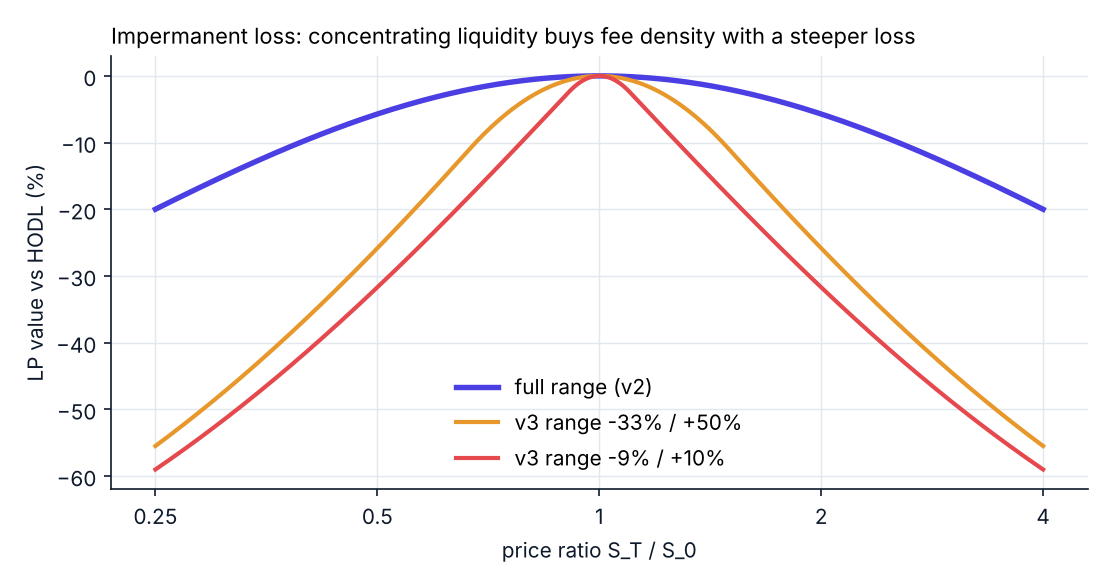 Impermanent loss: concentrating liquidity buys fee density with a steeper loss
LP value vs HODL (%)
0
−10
−20
−30
−40
−50
−60
full range (v2)
v3 range -33% / +50%
v3 range -9% / +10%
0.25
0.5
1
2
4
price ratio S_T / S_0